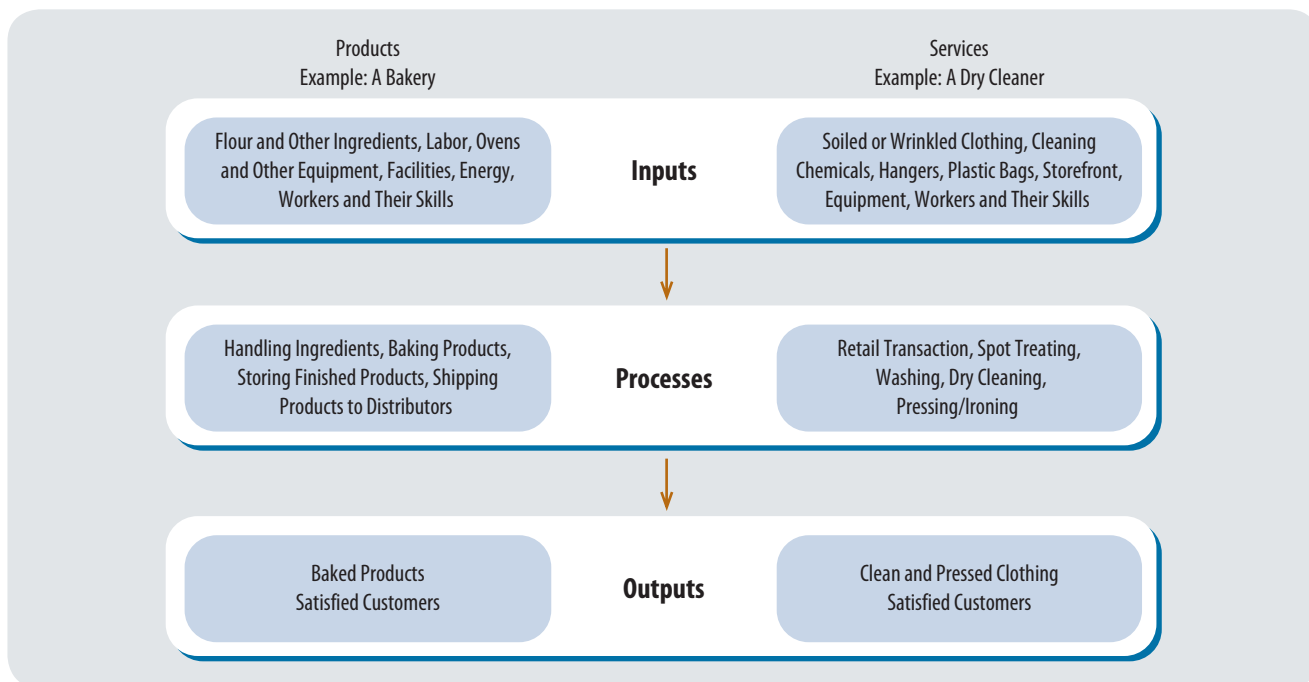 Products
Example: A Bakery
Services
Example: A Dry Cleaner
Flour and Other Ingredients, Labor, Ovens
and Other Equipment, Facilities, Energy,
Workers and Their Skills
Inputs
Soiled or Wrinkled Clothing, Cleaning
Chemicals, Hangers, Plastic Bags, Storefront,
Equipment, Workers and Their Skills
Handling Ingredients, Baking Products,
Storing Finished Products, Shipping
Products to Distributors
Processes
Retail Transaction, Spot Treating,
Washing, Dry Cleaning,
Pressing/Ironing
Baked Products
Satisfied Customers
Outputs
Clean and Pressed Clothing
Satisfied Customers